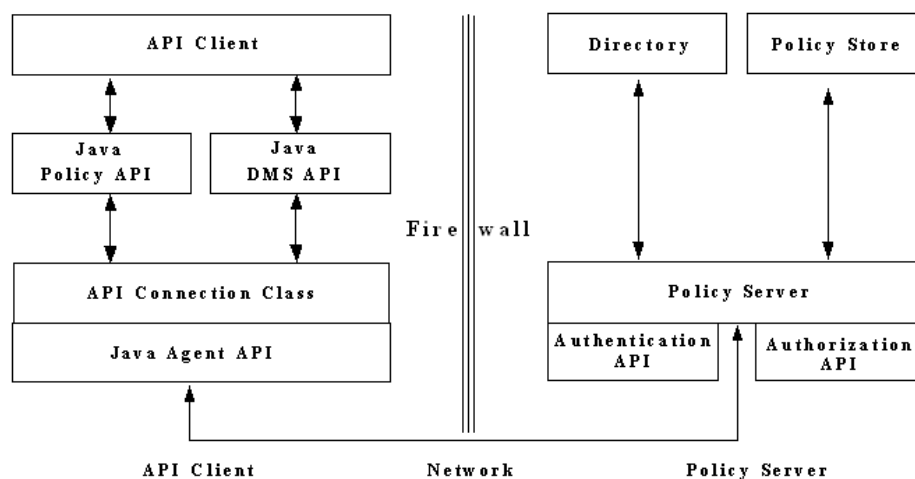 API Client
Directory
Policy Store
Java
Policy API
Java
DMS API
Fire wall
API Connection Class
Policy Server
Java Agent API
Authentication
API
Authorization
API
API Client
Network
Policy Server